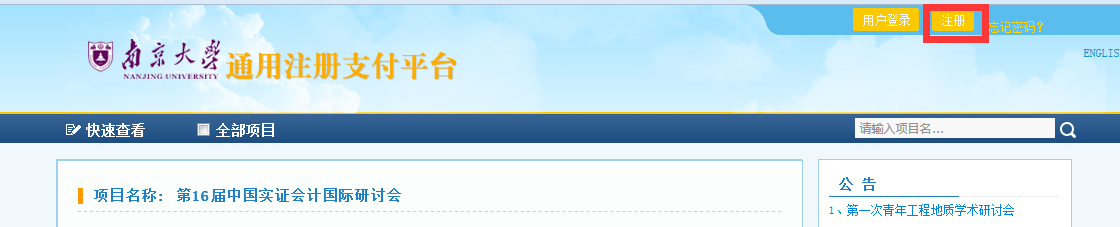 用户登录
注册
忘记密码?
南京大学
NANJING UNIVERSITY
通用注册支付平台
ENGLIS
快速查看
全部项目
请输入项目名...
项目名称: 第16届中国实证会计国际研讨会
公 告
1、第一次青年工程地质学术研讨会